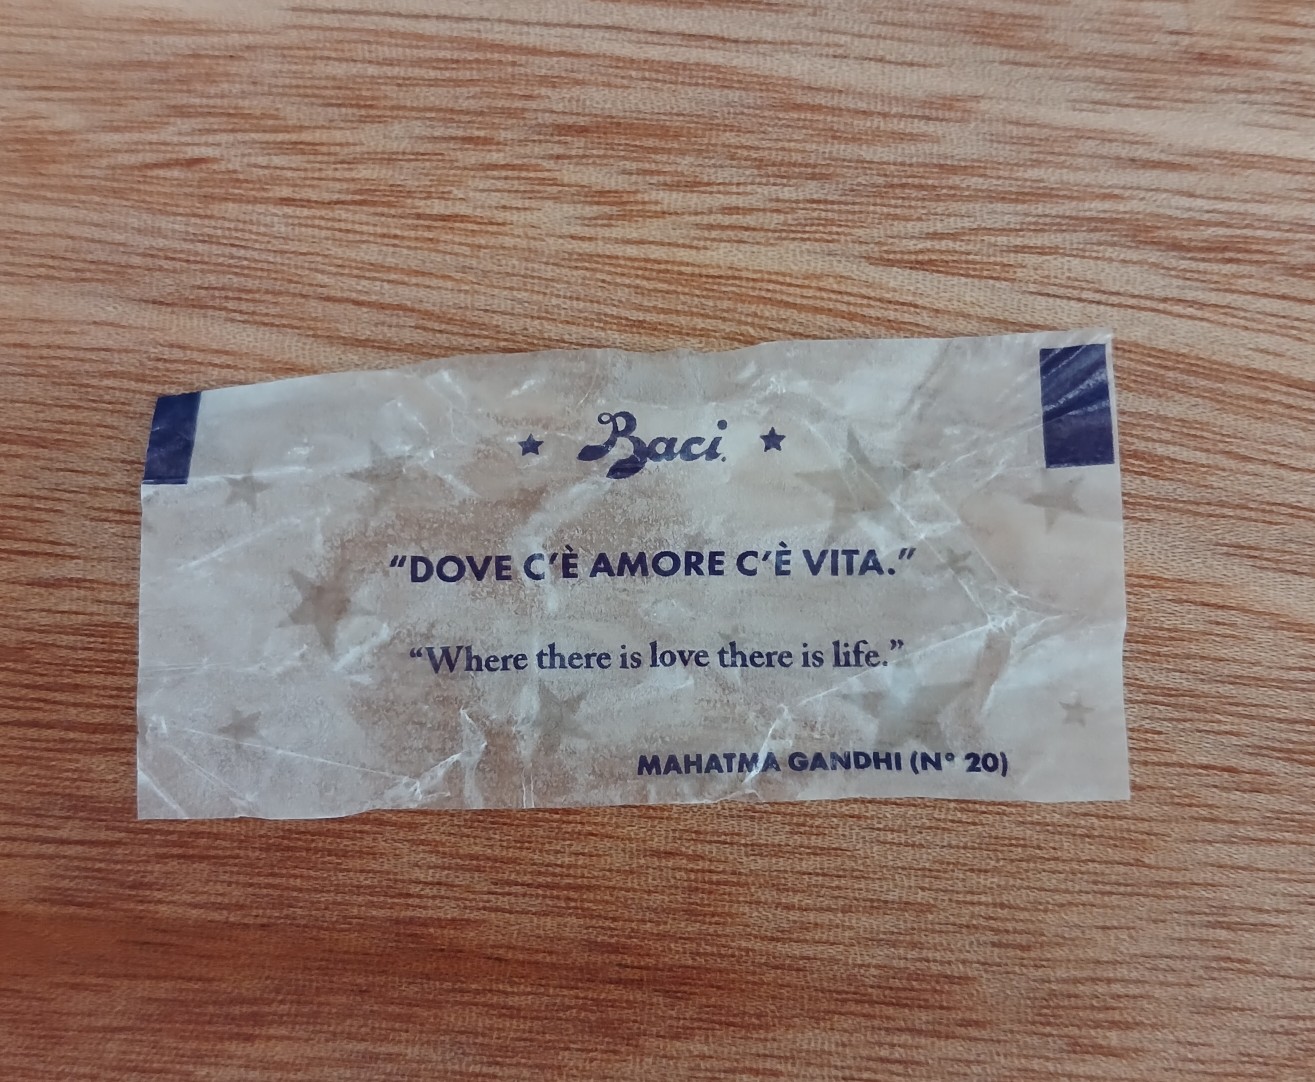 Baci
“DOVE C’È AMORE C’È VITA.”
“Where there is love there is life.”
MAHATMA GANDHI (N° 20)